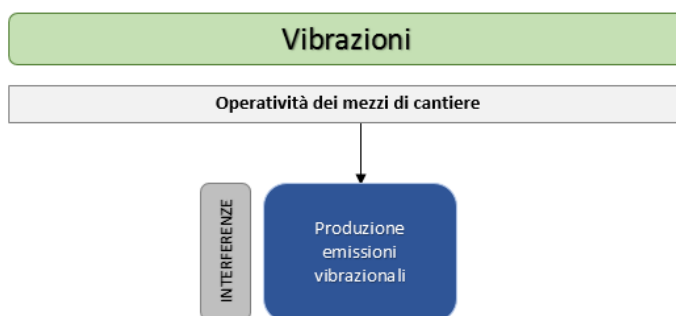 Vibrazioni
Operatività dei mezzi di cantiere
INTERFERENZE
Produzione
emissioni
vibrazionali